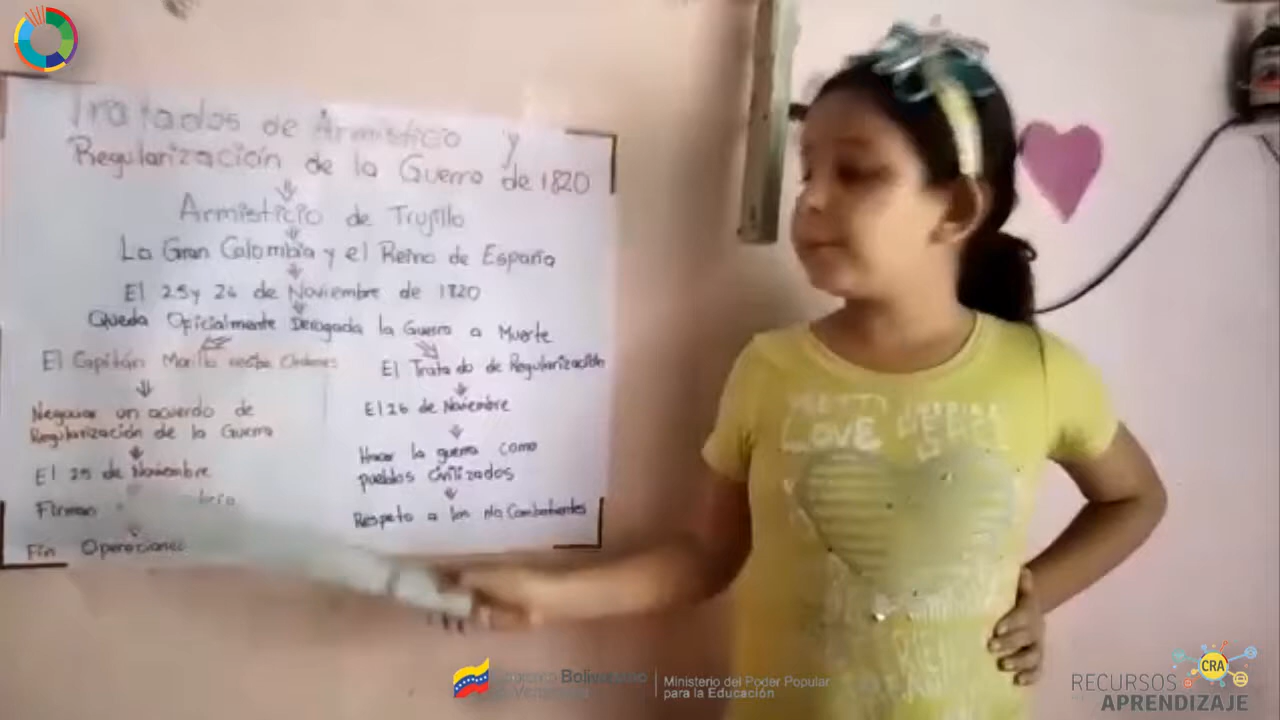 Tratados de Armisticio y
Regularización de la Guerra de 1820
Armisticio de Trujillo
La Gran Colombia y el Reino de España
El 25 y 26 de Noviembre de 1820
Queda Oficialmente Derogada la Guerra a Muerte
El Capitán Morillo recibe Ordenes
Negociar un acuerdo de
Regularización de la Guerra
El 25 de Noviembre
Firman
Fin Operaciones
El Tratado de Regularización
El 26 de Noviembre
Hacer la guerra como
pueblos Civilizados
Respeto a los no Combatientes
LOVE
Bolivariano
de Venezuela
Ministerio del Poder Popular
para la Educación
CRA
RECURSOS
APRENDIZAJE